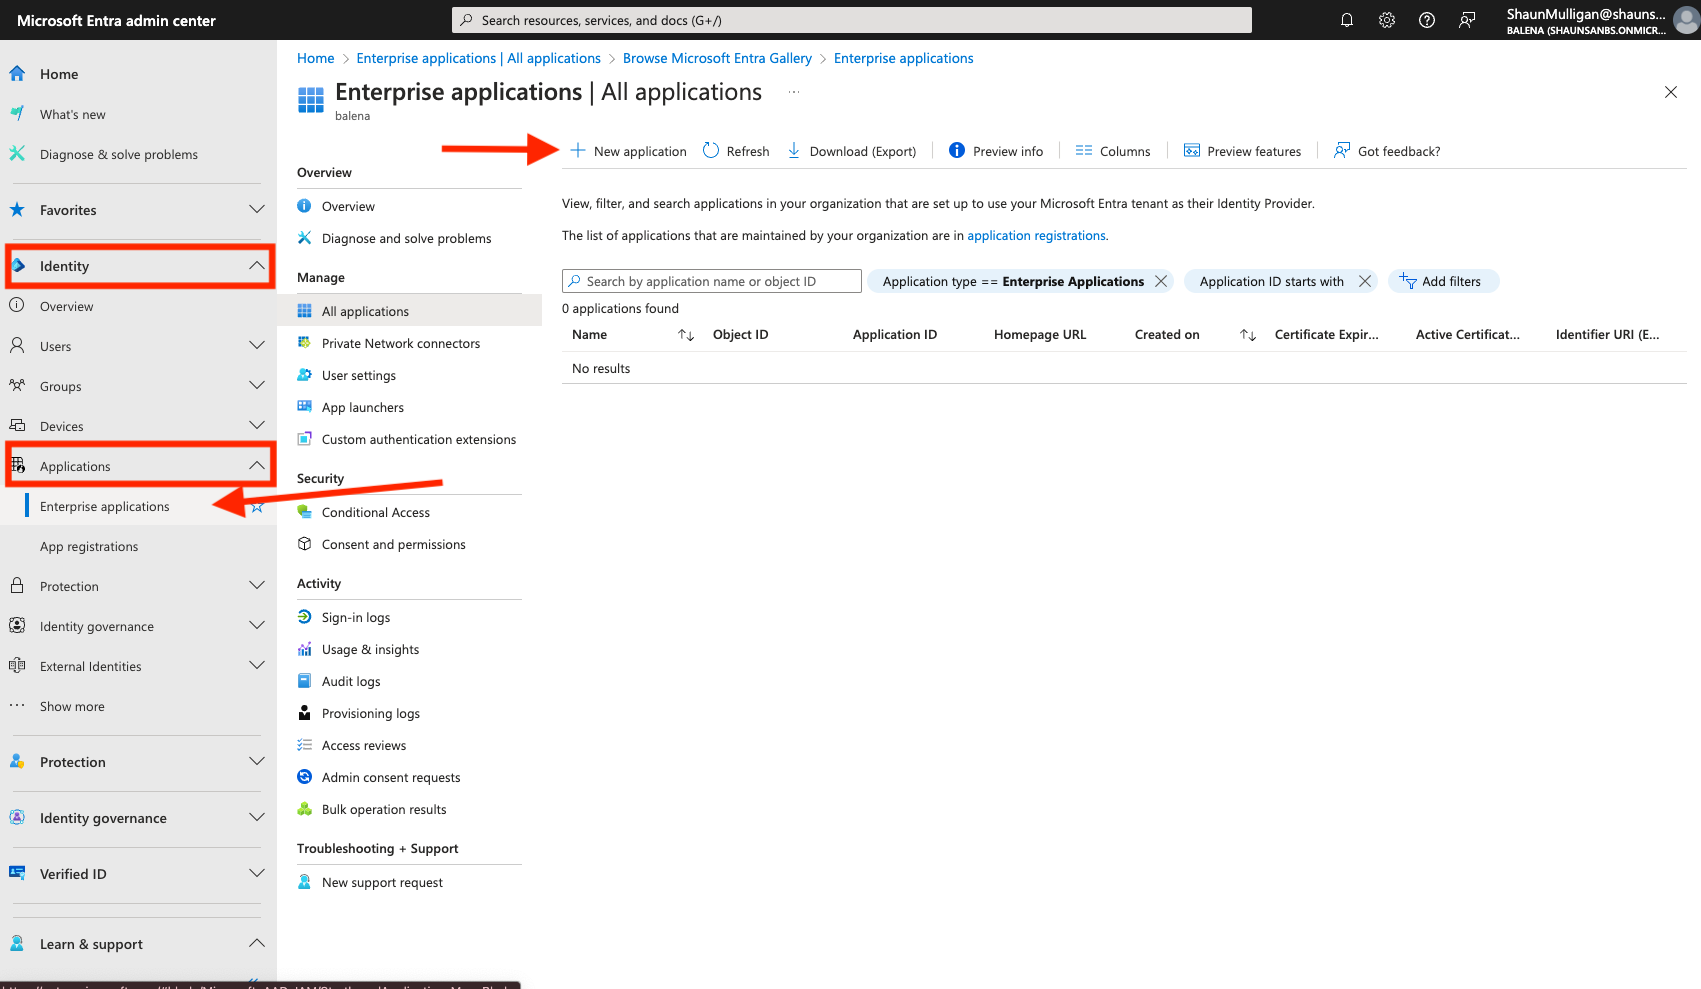 Microsoft Entra admin center
Search resources, services, and docs (G+/)
ShaunMulligan@shauns...
BALENA (SHAUNSANBS.ONMICR...
Home
What's new
Diagnose & solve problems
Favorites
Identity
Overview
Users
Groups
Devices
Applications
Enterprise applications
App registrations
Protection
Identity governance
External Identities
Show more
Protection
Identity governance
Verified ID
Learn & support
Home > Enterprise applications | All applications > Browse Microsoft Entra Gallery > Enterprise applications
Enterprise applications | All applications ...
balena
Overview
Overview
Diagnose and solve problems
Manage
All applications
Private Network connectors
User settings
App launchers
Custom authentication extensions
Security
Conditional Access
Consent and permissions
Activity
Sign-in logs
Usage & insights
Audit logs
Provisioning logs
Access reviews
Admin consent requests
Bulk operation results
Troubleshooting + Support
New support request
New application Refresh Download (Export) Preview info Columns Preview features Got feedback?
View, filter, and search applications in your organization that are set up to use your Microsoft Entra tenant as their Identity Provider.
The list of applications that are maintained by your organization are in application registrations.
Search by application name or object ID Application type == Enterprise Applications Application ID starts with Add filters
0 applications found
Name Object ID Application ID Homepage URL Created on Certificate Expir... Active Certificat... Identifier URI (E...
No results